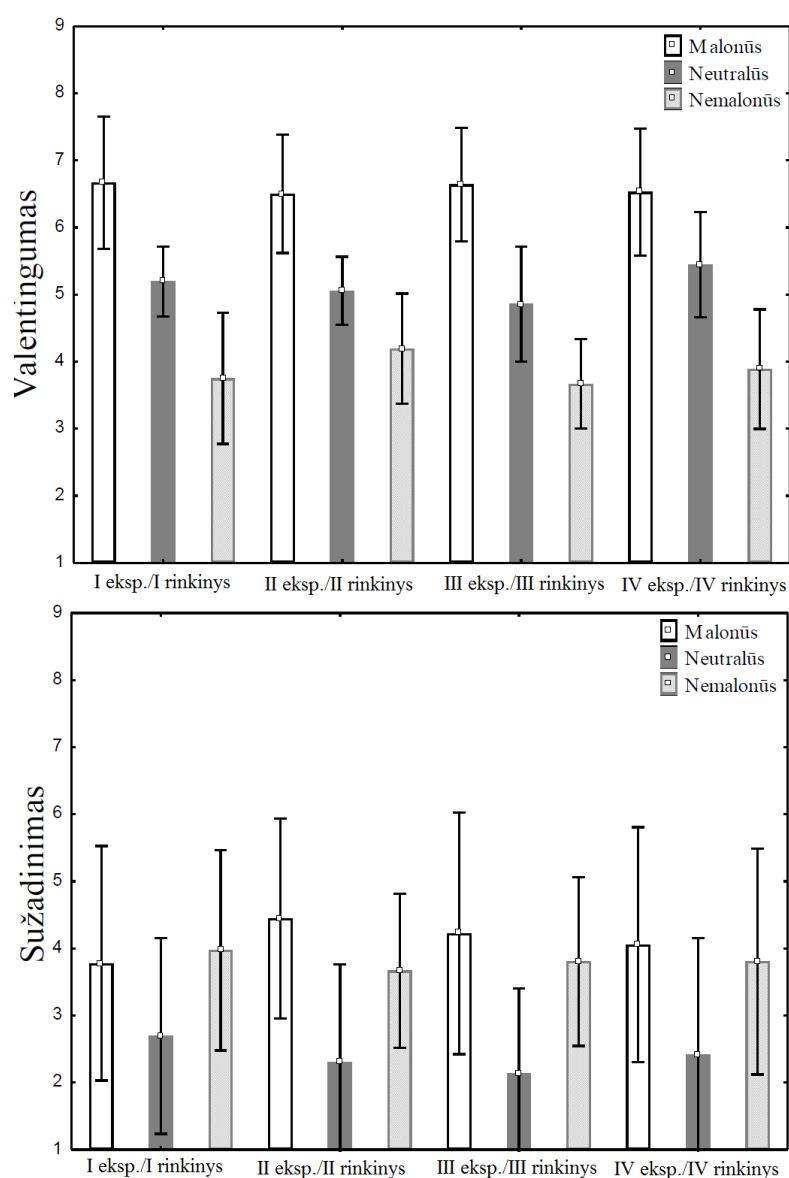 9
Malonūs
Neutralūs
8
Nemalonūs
7
6
5
4
3
2
1
Valentingumas
I eksp./I rinkinys II eksp./II rinkinys III eksp./III rinkinys IV eksp./IV rinkinys
9
Malonūs
Neutralūs
8
Nemalonūs
7
6
5
4
3
2
1
Sužadinimas
I eksp./I rinkinys II eksp./II rinkinys III eksp./III rinkinys IV eksp./IV rinkinys